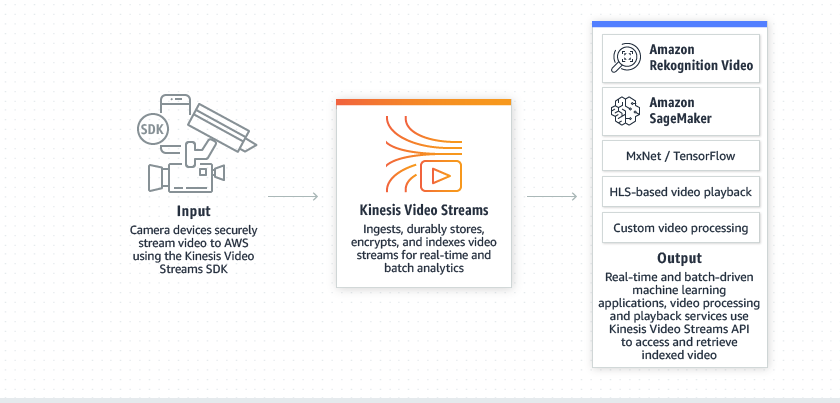 SDK
Input
Camera devices securely
stream video to AWS
using the Kinesis Video
Streams SDK
Kinesis Video Streams
Ingests, durably stores,
encrypts, and indexes video
streams for real-time and
batch analytics
Amazon
Rekognition Video
Amazon
SageMaker
MxNet / TensorFlow
HLS-based video playback
Custom video processing
Output
Real-time and batch-driven
machine learning
applications, video processing
and playback services use
Kinesis Video Streams API
to access and retrieve
indexed video